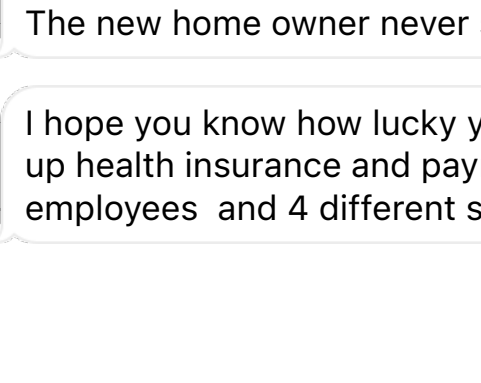 The new home owner never
I hope you know how lucky
up health insurance and pay
employees  and 4 different